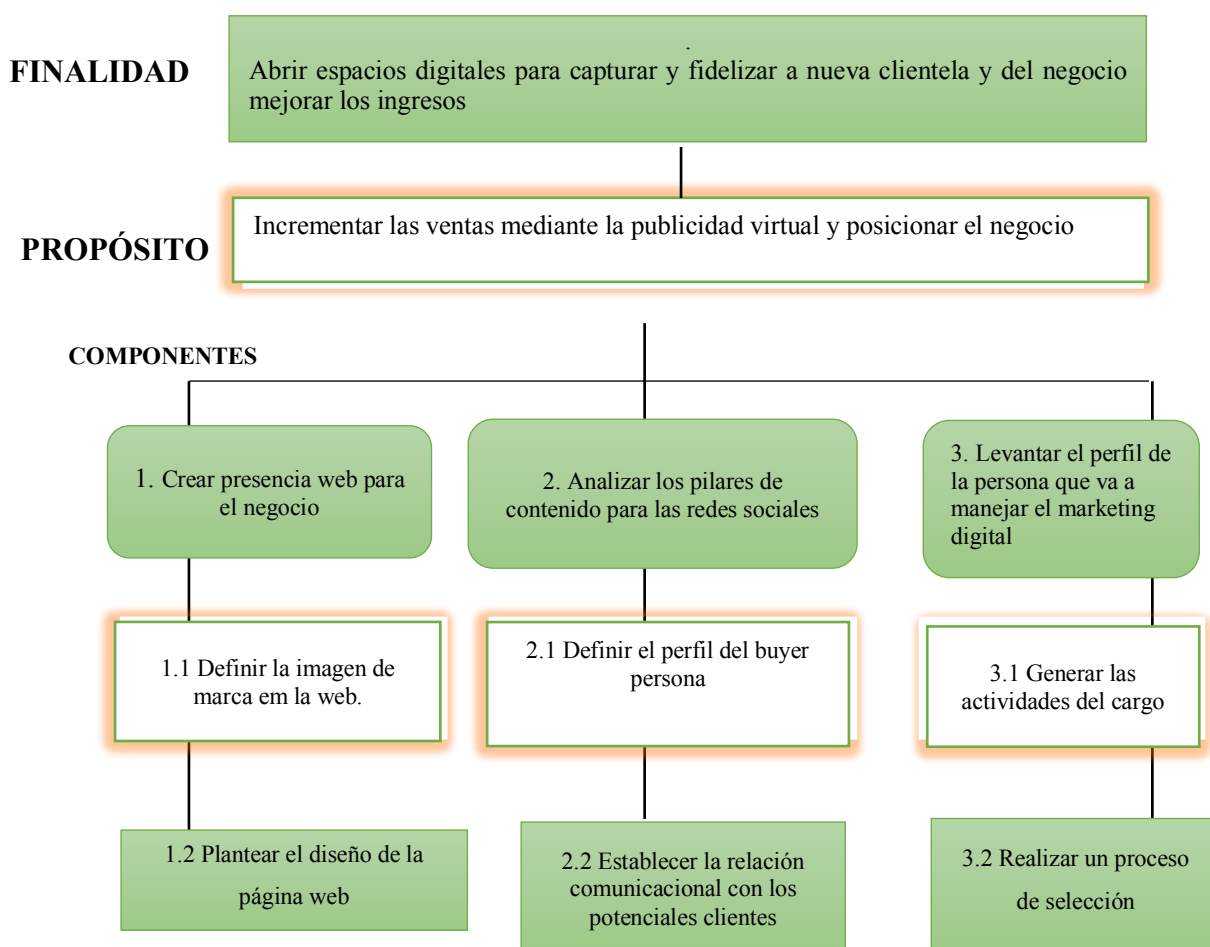 FINALIDAD
Abrir espacios digitales para capturar y fidelizar a nueva clientela y del negocio
mejorar los ingresos
PROPÓSITO
Incrementar las ventas mediante la publicidad virtual y posicionar el negocio
COMPONENTES
1. Crear presencia web para
el negocio
2. Analizar los pilares de
contenido para las redes sociales
3. Levantar el perfil de
la persona que va a
manejar el marketing
digital
1.1 Definir la imagen de
marca em la web.
2.1 Definir el perfil del buyer
persona
3.1 Generar las
actividades del cargo
1.2 Plantear el diseño de la
página web
2.2 Establecer la relación
comunicacional con los
potenciales clientes
3.2 Realizar un proceso
de selección